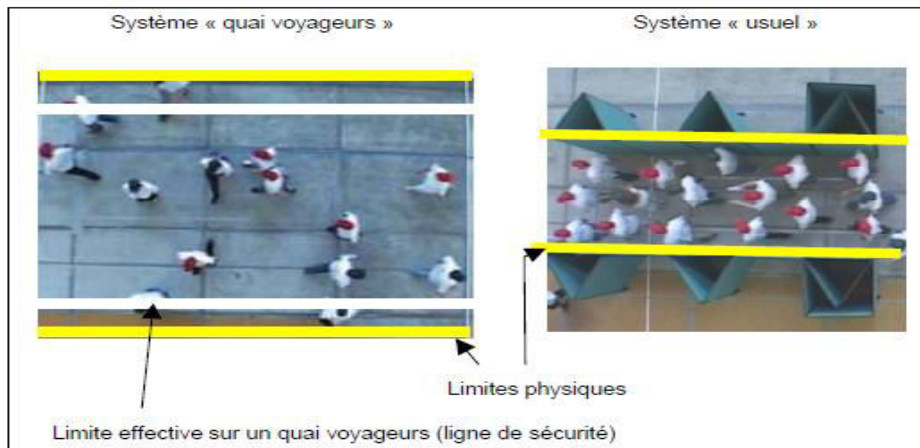 Système « quai voyageurs »
Système « usuel »
Limites physiques
Limite effective sur un quai voyageurs (ligne de sécurité)